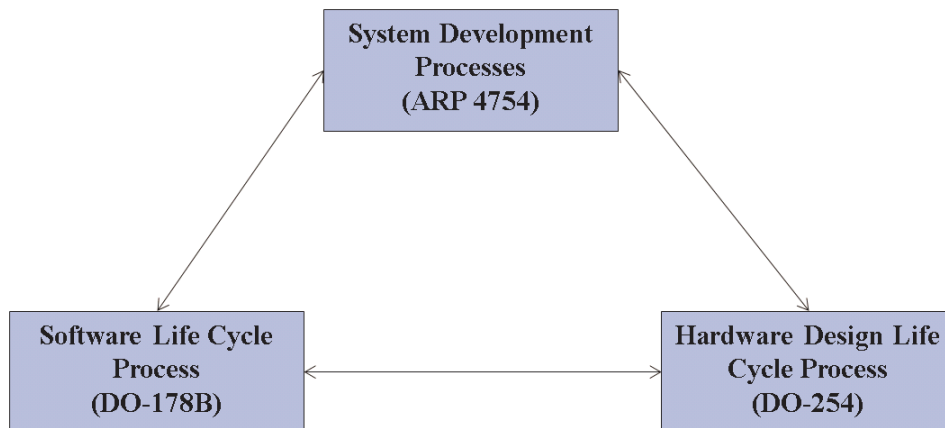 System Development
Processes
(ARP 4754)
Software Life Cycle
Process
(DO-178B)
Hardware Design Life
Cycle Process
(DO-254)